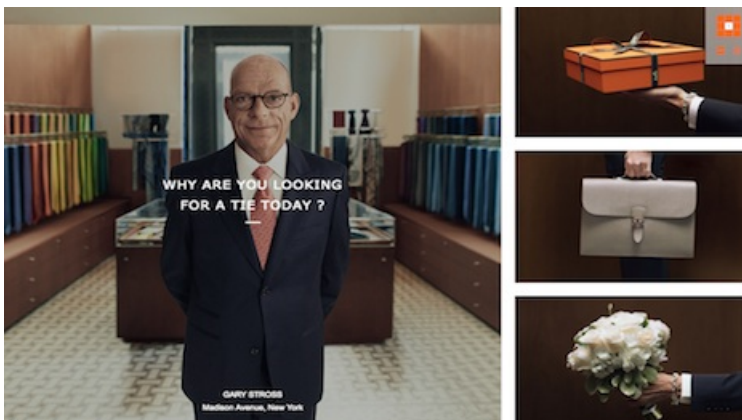 WHY ARE YOU LOOKING
FOR A TIE TODAY ?
GARY STROSS
Madison Avenue, New York